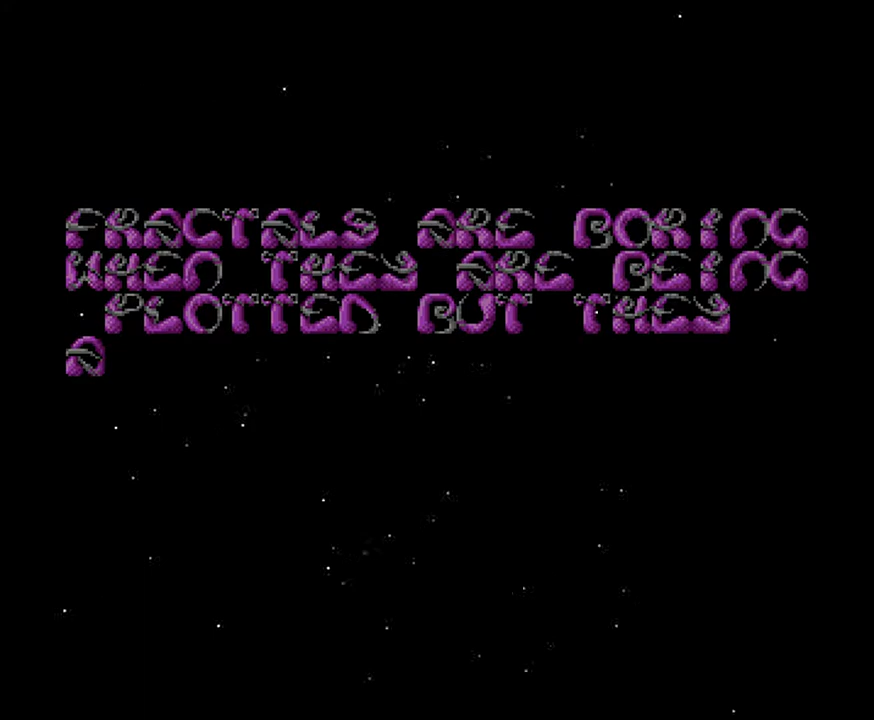 FRACTALS ARE BORING
WHEN THEY ARE BEING
PLOTTED BUT THEY
A